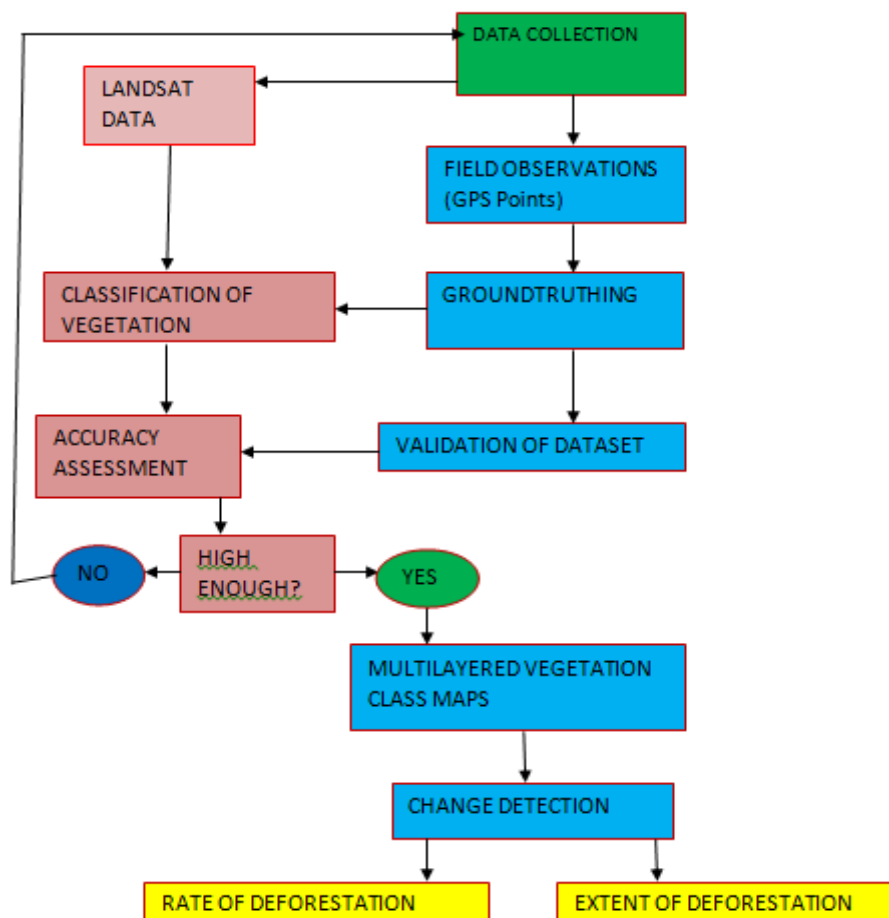 DATA COLLECTION
LANDSAT
DATA
FIELD OBSERVATIONS
(GPS Points)
CLASSIFICATION OF
VEGETATION
GROUNDTRUTHING
ACCURACY
ASSESSMENT
VALIDATION OF DATASET
HIGH
ENOUGH?
NO
YES
MULTILAYERED VEGETATION
CLASS MAPS
CHANGE DETECTION
RATE OF DEFORESTATION
EXTENT OF DEFORESTATION